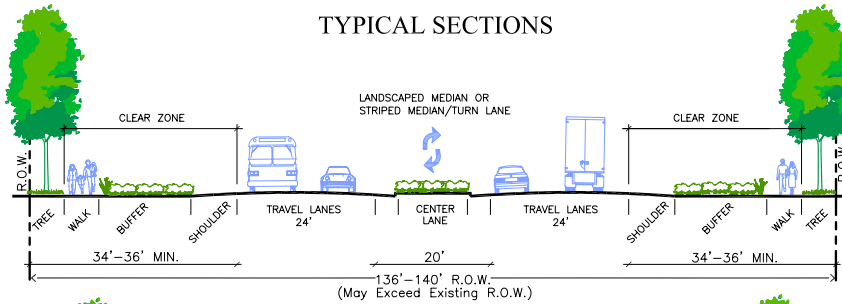 TYPICAL SECTIONS
LANDSCAPED MEDIAN OR
STRIPED MEDIAN/TURN LANE
CLEAR ZONE
CLEAR ZONE
R.O.W.
R.O.W.
TREE
WALK
BUFFER
SHOULDER
TRAVEL LANES
24'
CENTER
LANE
TRAVEL LANES
24'
SHOULDER
BUFFER
WALK
TREE
34'-36' MIN.
20'
34'-36' MIN.
136'-140' R.O.W.
(May Exceed Existing R.O.W.)